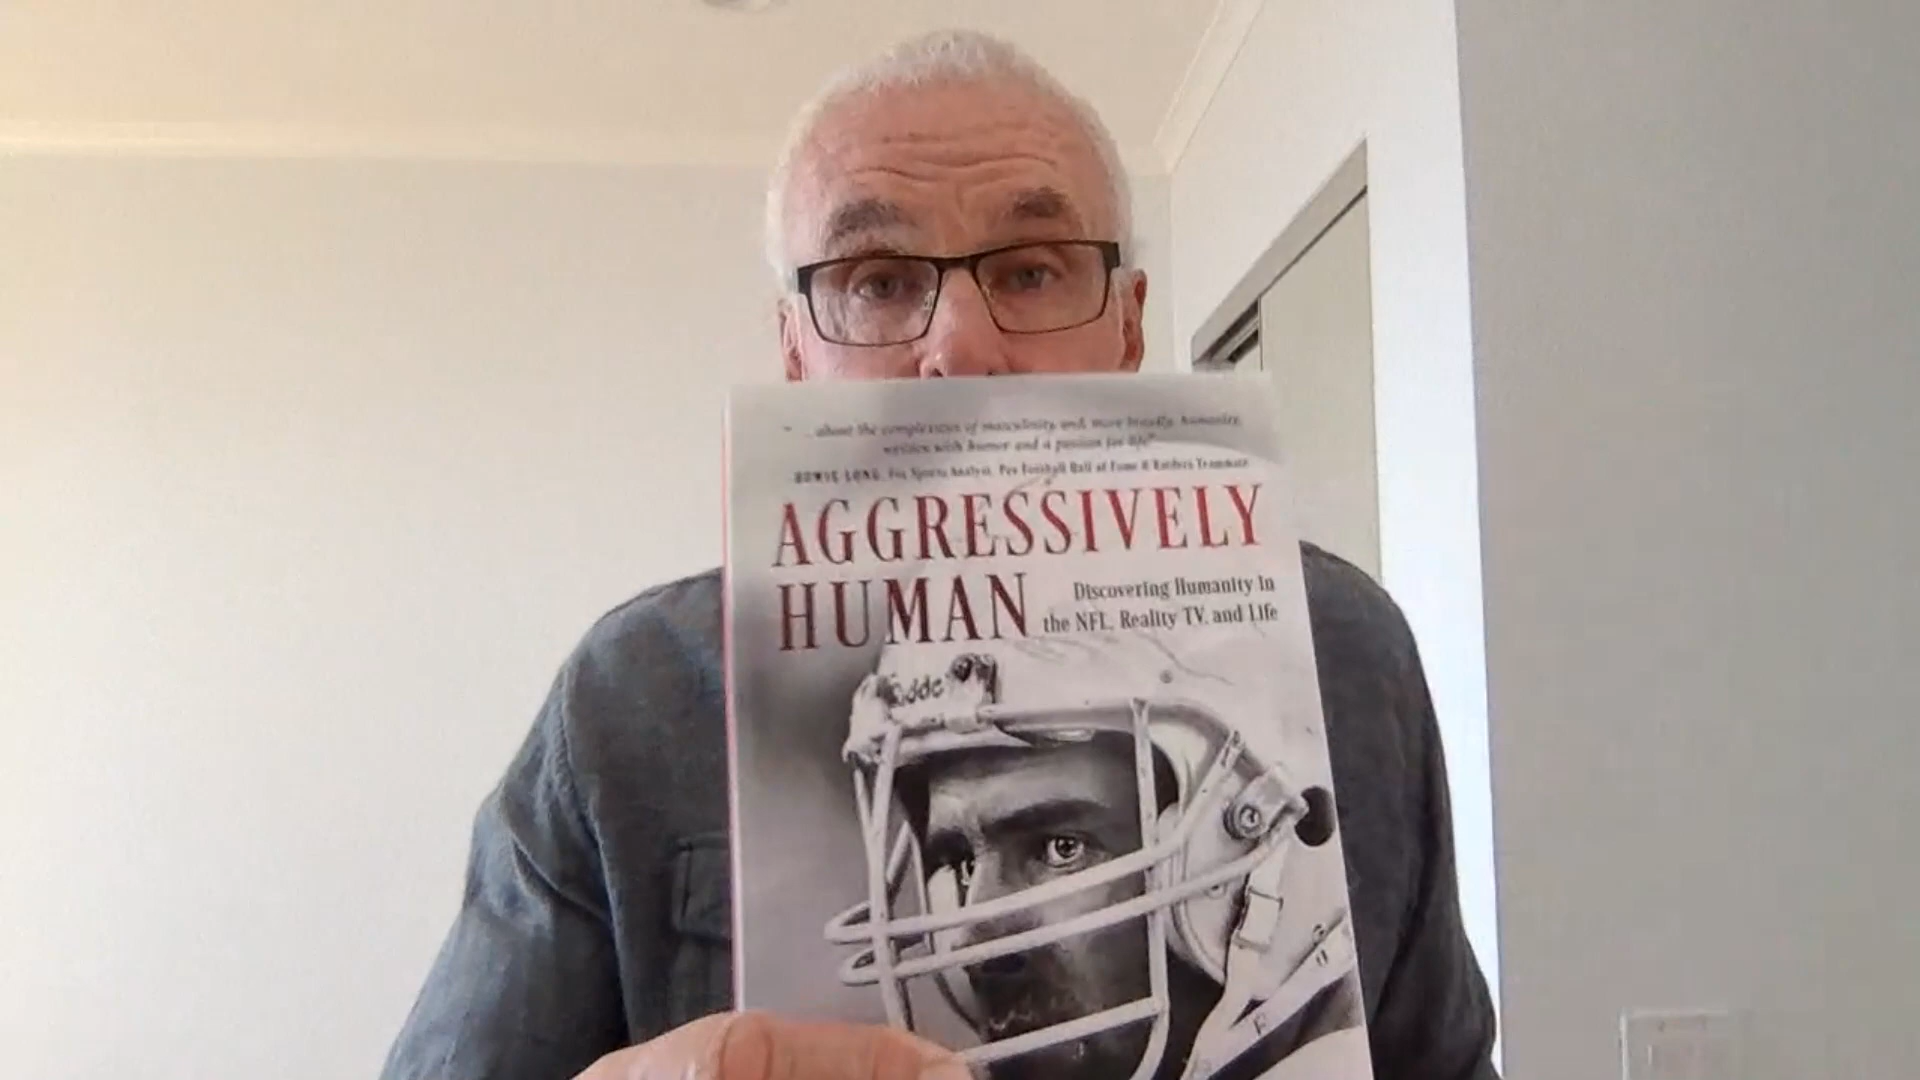 “...about the complexities of masculinity and, more broadly, humanity,
written with humor and a passion for life”
HOWIE LONG, Fox Sports Analyst, Pro Football Hall of Fame & Raiders Teammate
AGGRESSIVELY
HUMAN
Discovering Humanity in
the NFL, Reality TV, and Life